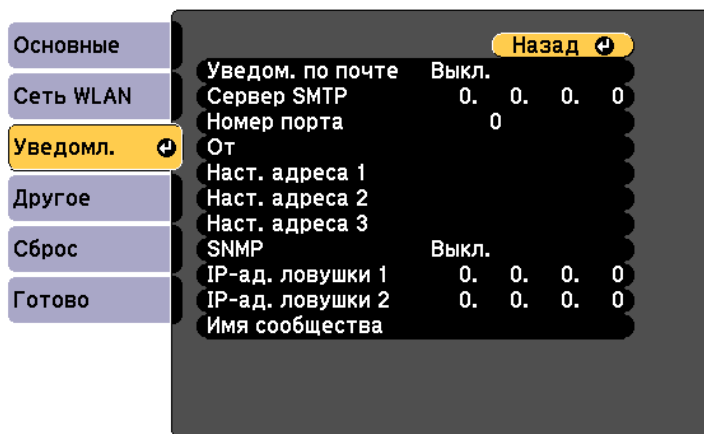 Основные
Сеть WLAN
Уведомл.
Другое
Сброс
Готово
Назад
Уведом. по почте Выкл.
Сервер SMTP 0. 0. 0. 0
Номер порта 0
От
Наст. адреса 1
Наст. адреса 2
Наст. адреса 3
SNMP Выкл.
IP-ад. ловушки 1 0. 0. 0. 0
IP-ад. ловушки 2 0. 0. 0. 0
Имя сообщества